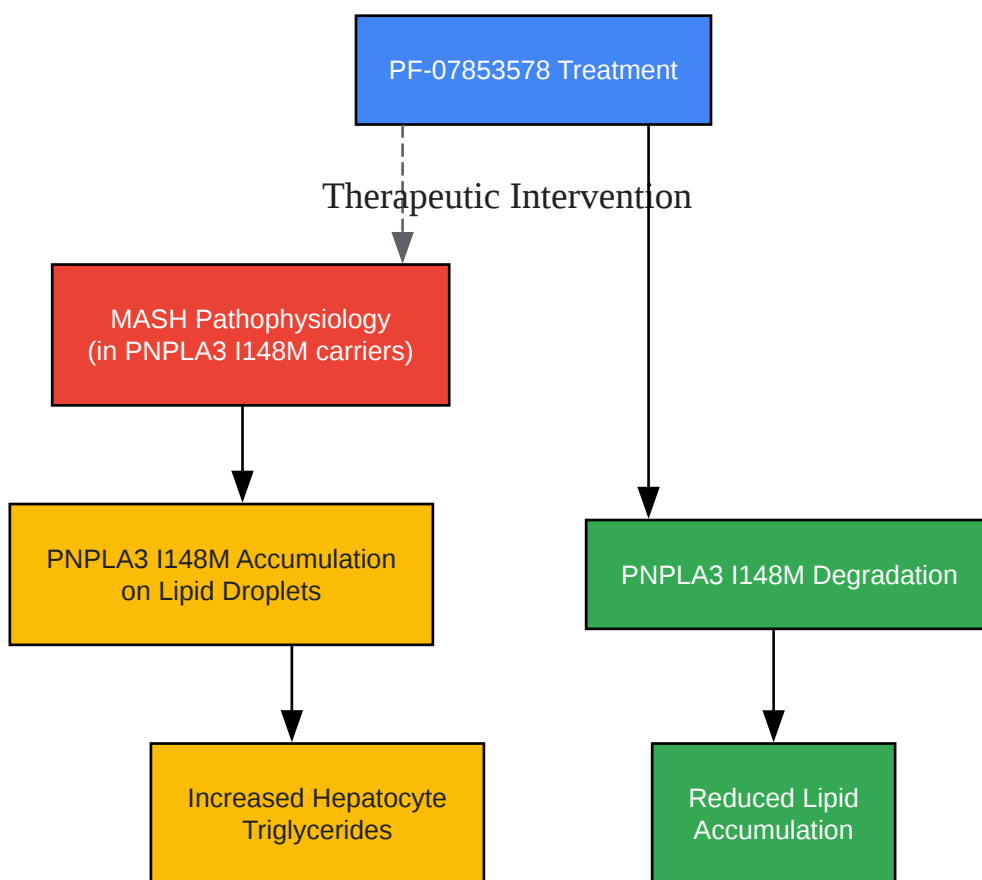 PF-07853578 Treatment
Therapeutic Intervention
MASH Pathophysiology
(in PNPLA3 I148M carriers)
PNPLA3 I148M Accumulation
on Lipid Droplets
PNPLA3 I148M Degradation
Increased Hepatocyte
Triglycerides
Reduced Lipid
Accumulation